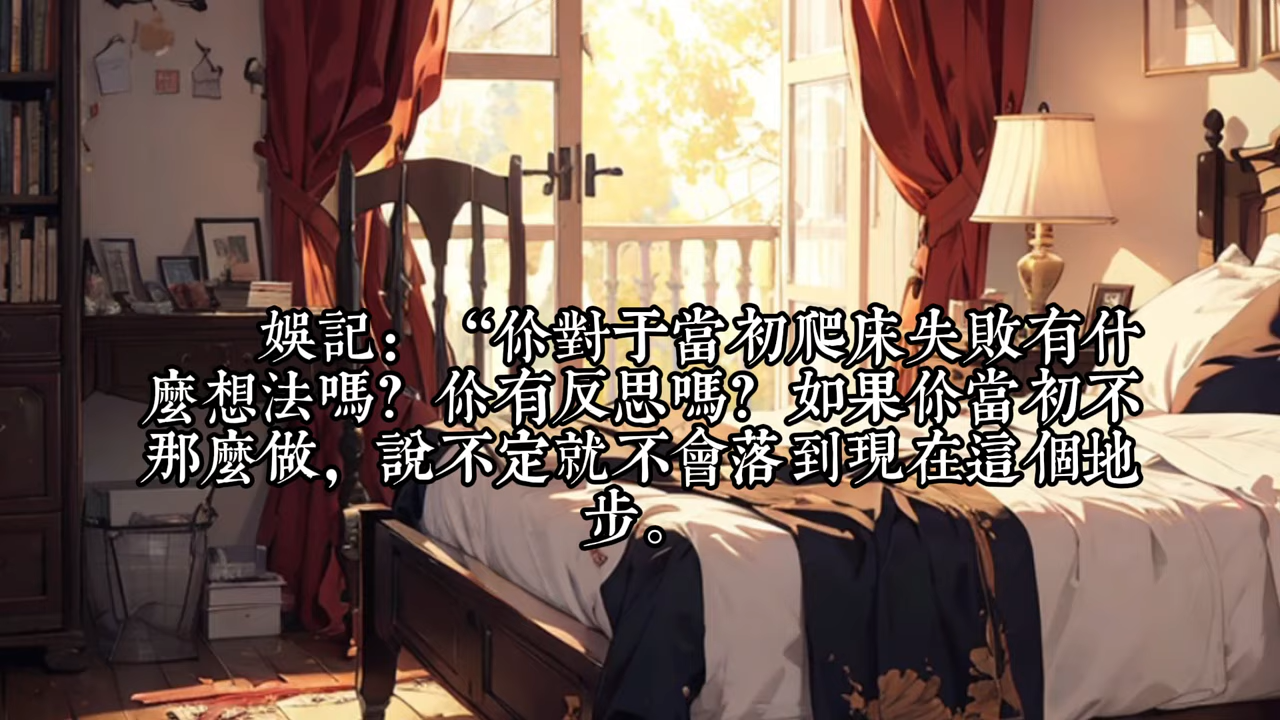 娛記：“你對于當初爬床失敗有什
麼想法嗎？你有反思嗎？如果你當初不
那麼做，說不定就不會落到現在這個地
步。